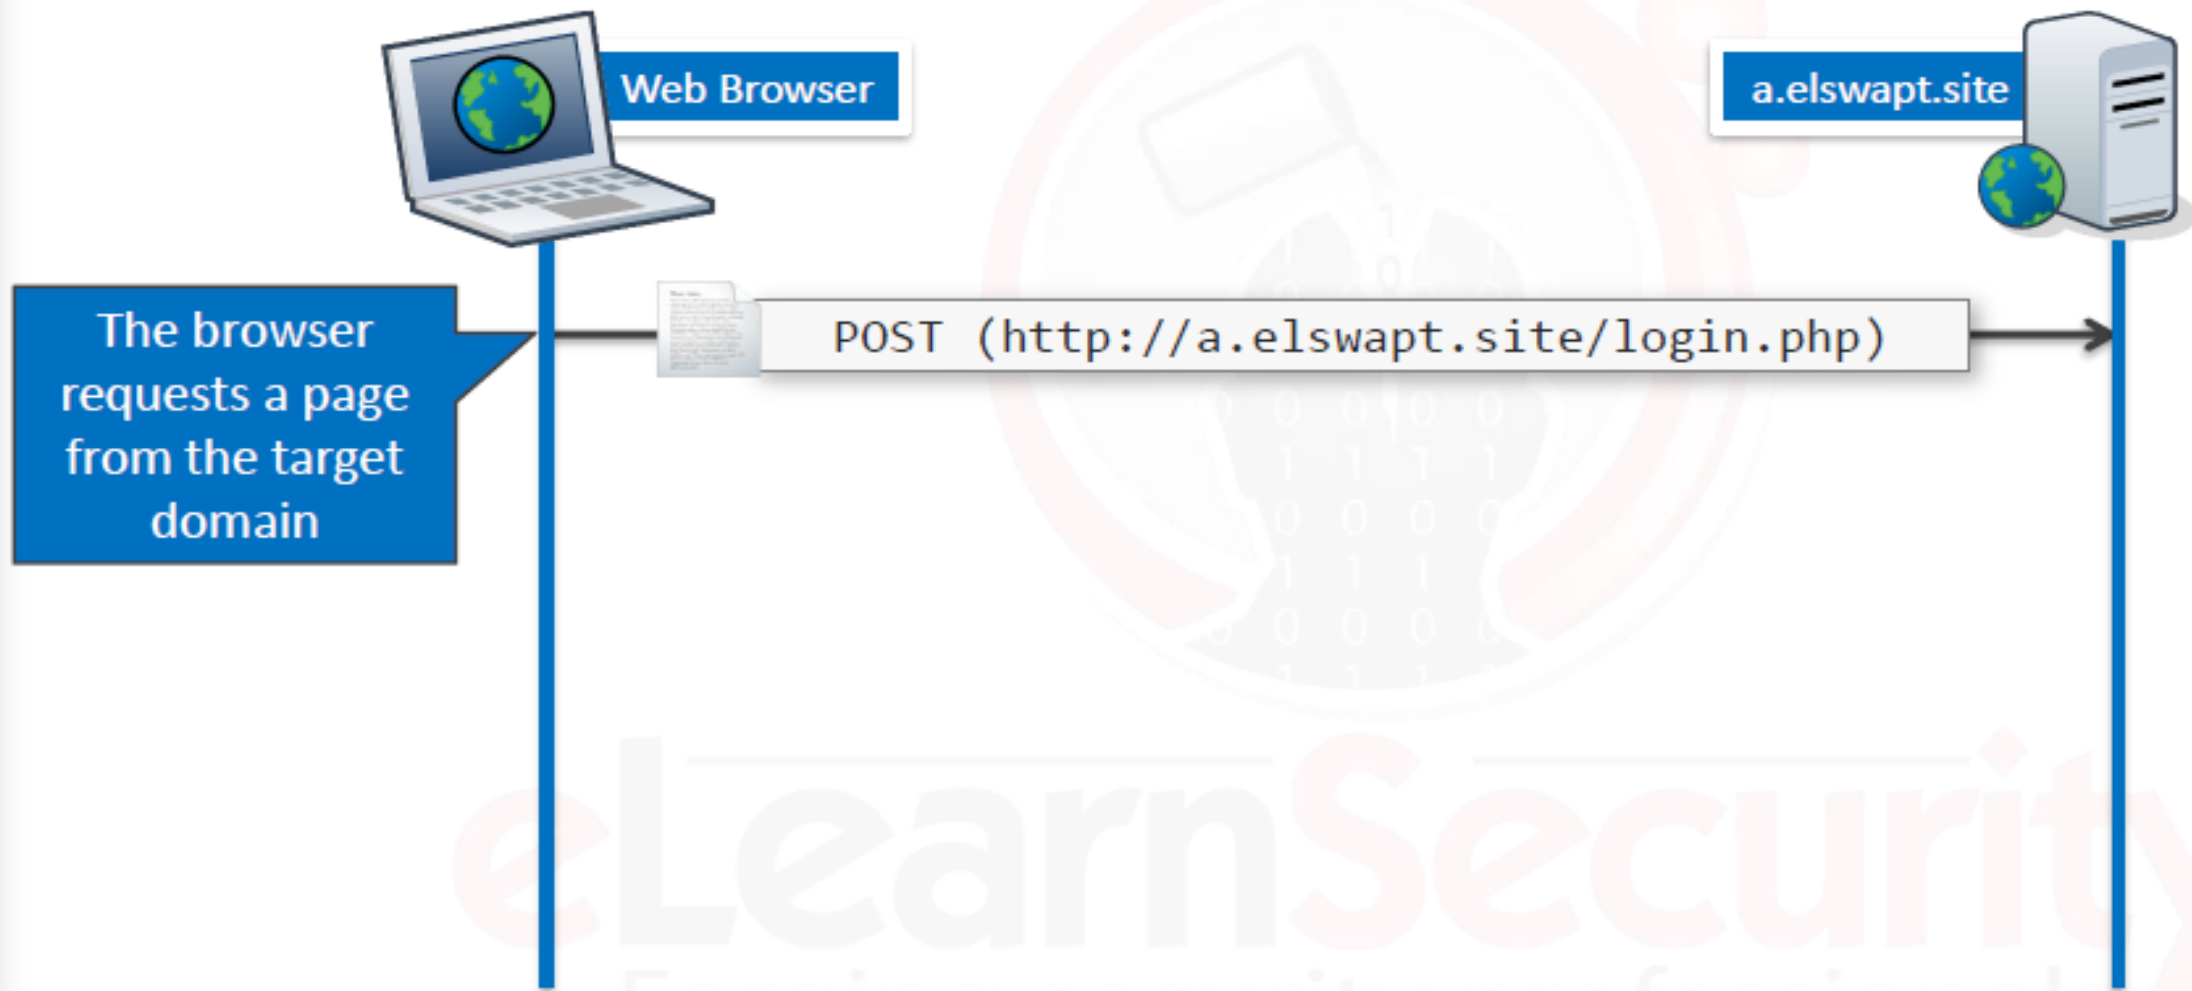 Web Browser
a.elswapt.site
The browser
requests a page
from the target
domain
POST (http://a.elswapt.site/login.php)
eLearnSecurity